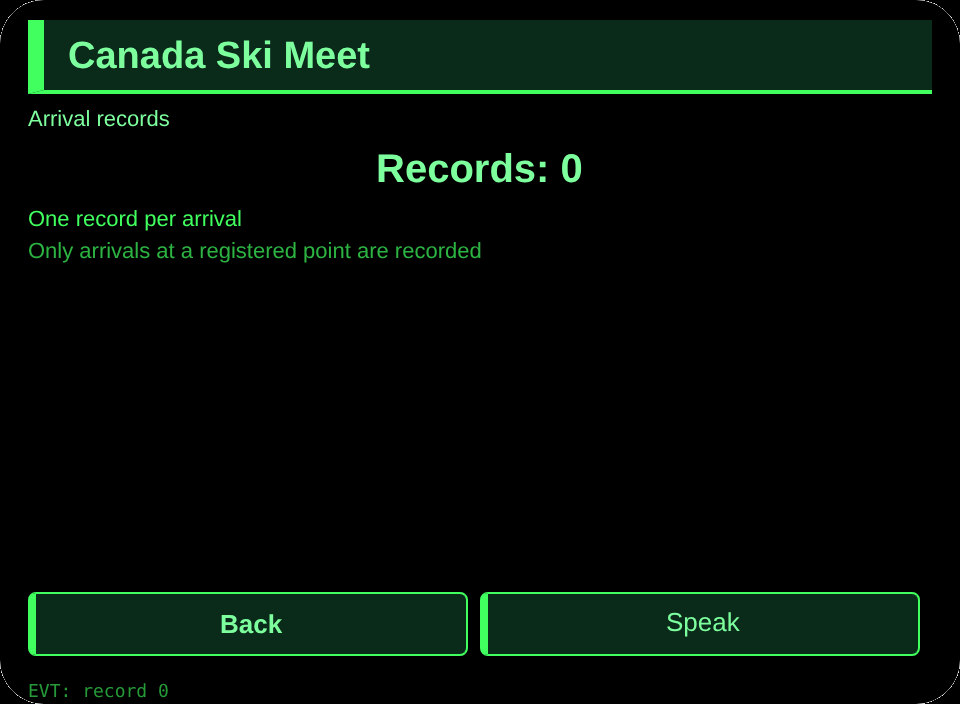 Canada Ski Meet
Arrival records
Records: 0
One record per arrival
Only arrivals at a registered point are recorded
Back
Speak
EVT: record 0